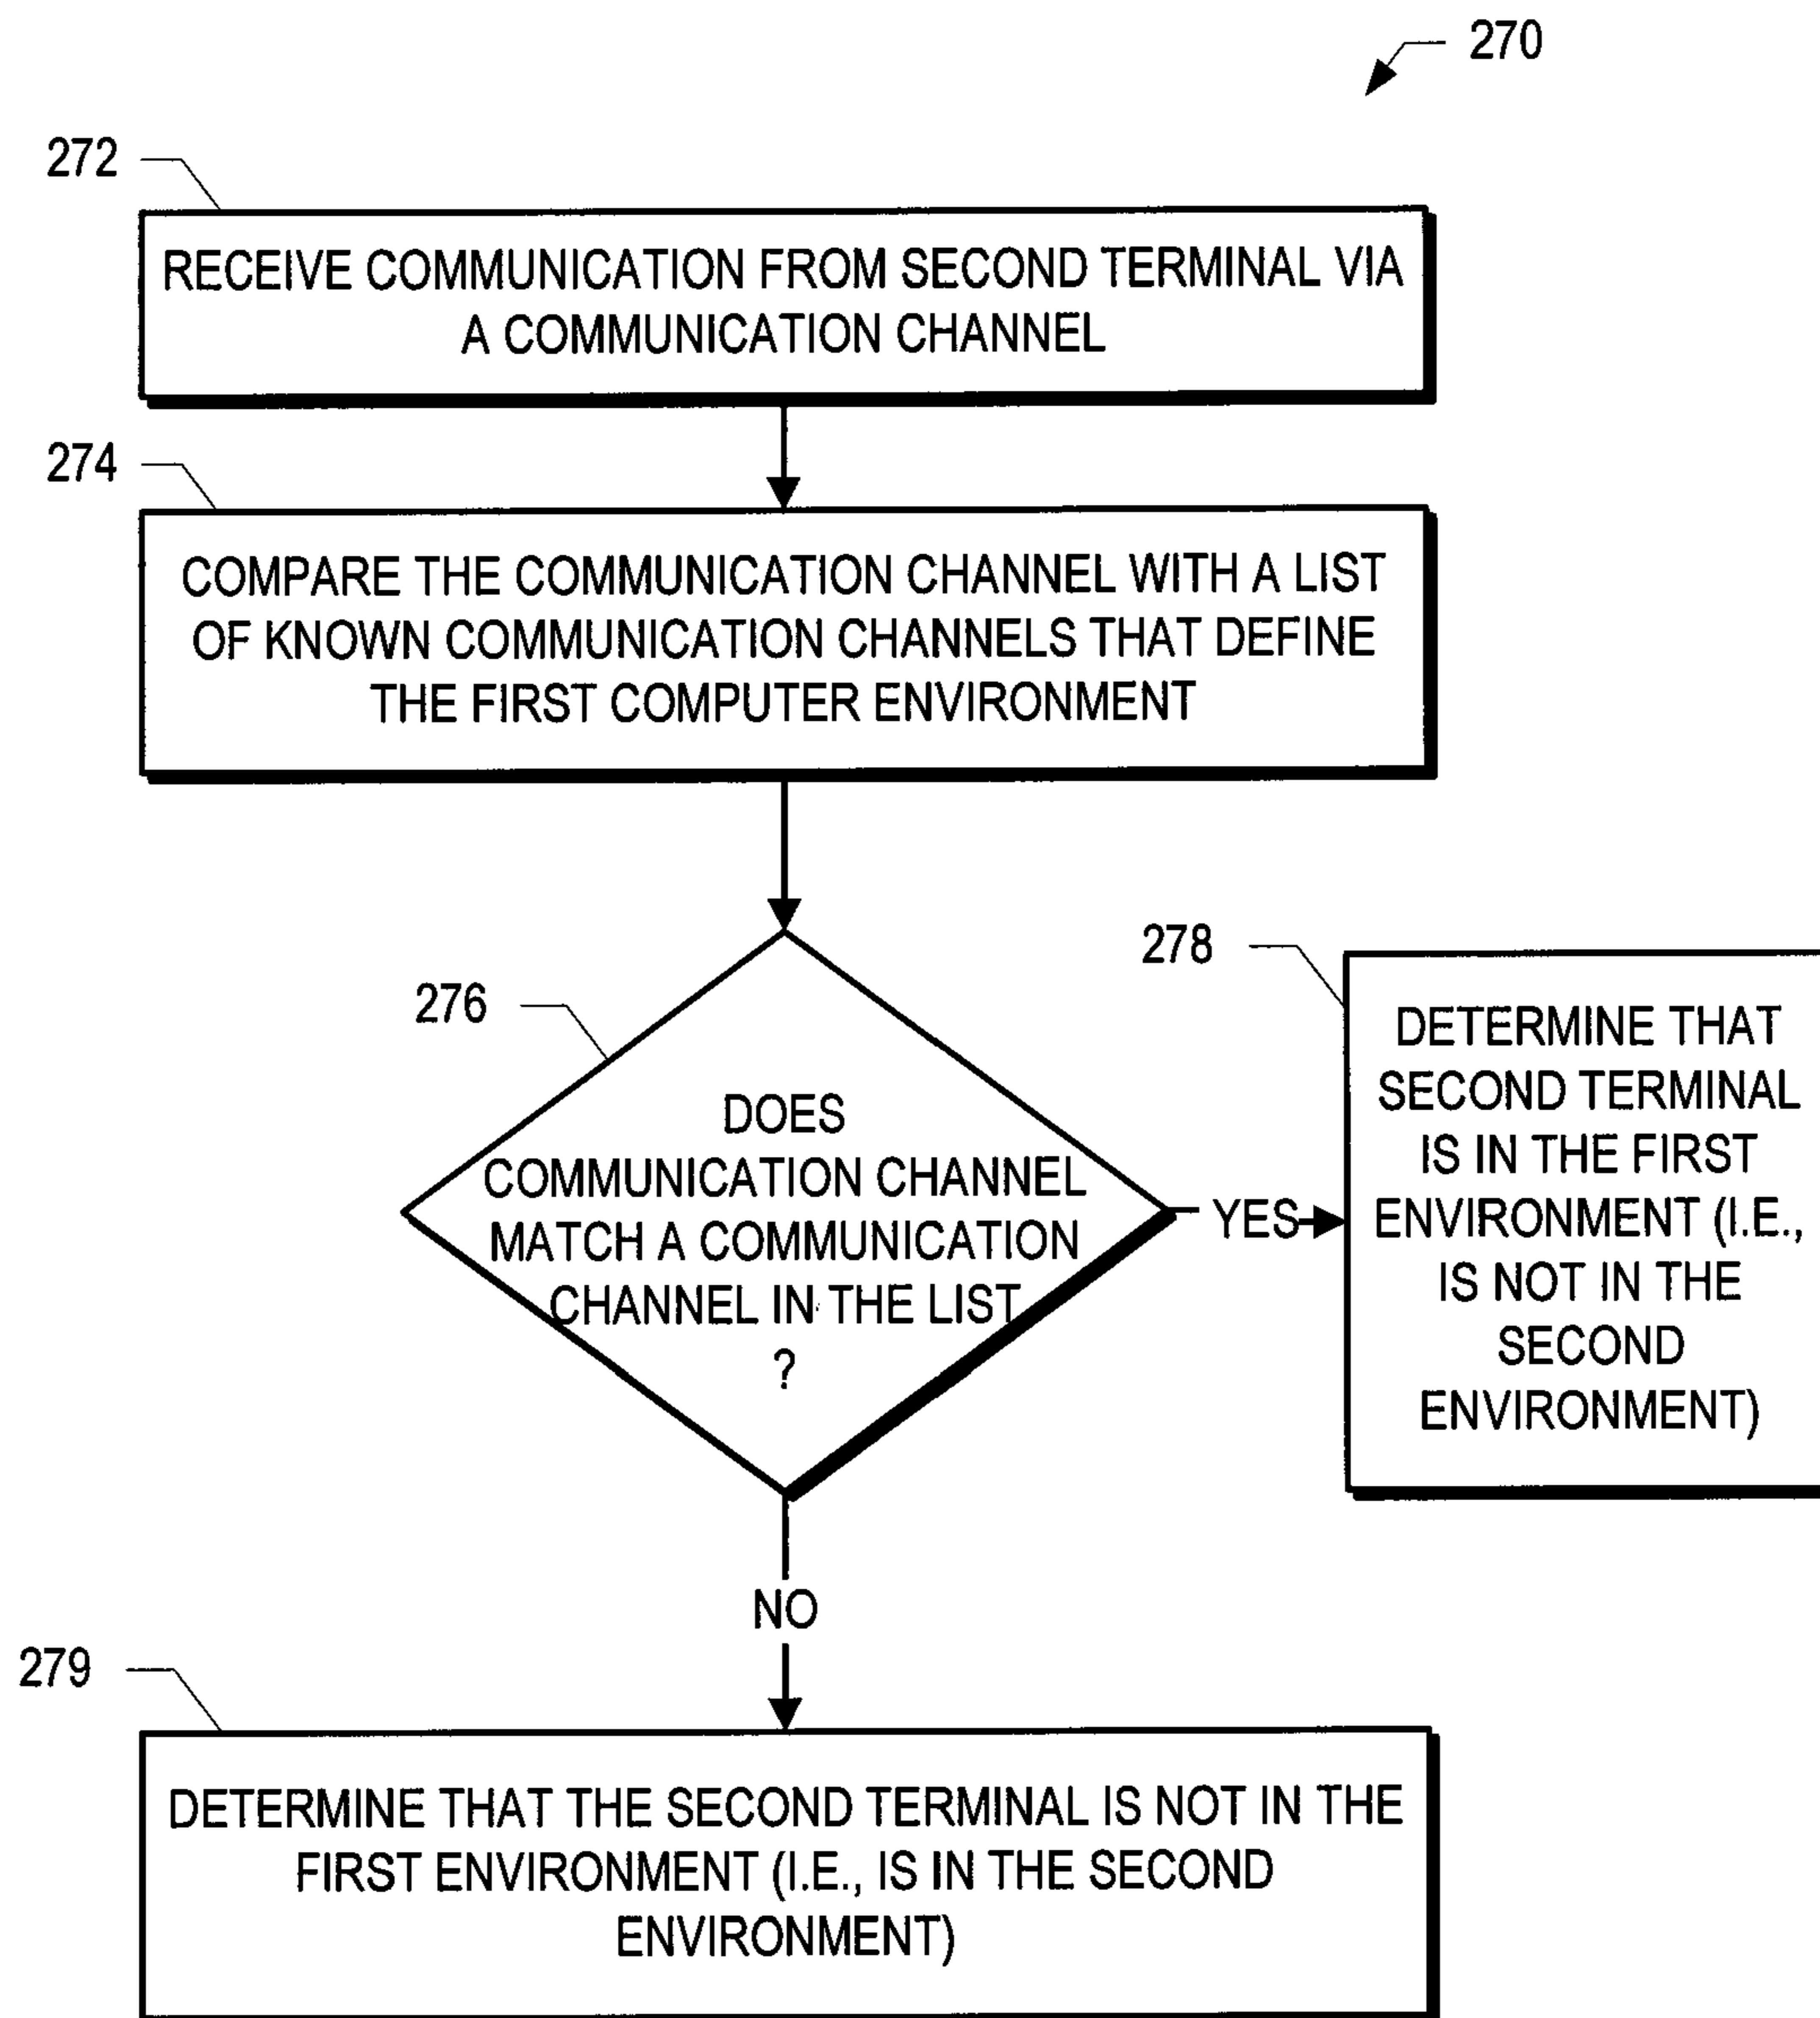 270
272
RECEIVE COMMUNICATION FROM SECOND TERMINAL VIA
A COMMUNICATION CHANNEL
274
COMPARE THE COMMUNICATION CHANNEL WITH A LIST
OF KNOWN COMMUNICATION CHANNELS THAT DEFINE
THE FIRST COMPUTER ENVIRONMENT
276
DOES
COMMUNICATION CHANNEL
MATCH A COMMUNICATION
CHANNEL IN THE LIST
?
YES
278
DETERMINE THAT
SECOND TERMINAL
IS IN THE FIRST
ENVIRONMENT (I.E.,
IS NOT IN THE
SECOND
ENVIRONMENT)
NO
279
DETERMINE THAT THE SECOND TERMINAL IS NOT IN THE
FIRST ENVIRONMENT (I.E., IS IN THE SECOND
ENVIRONMENT)